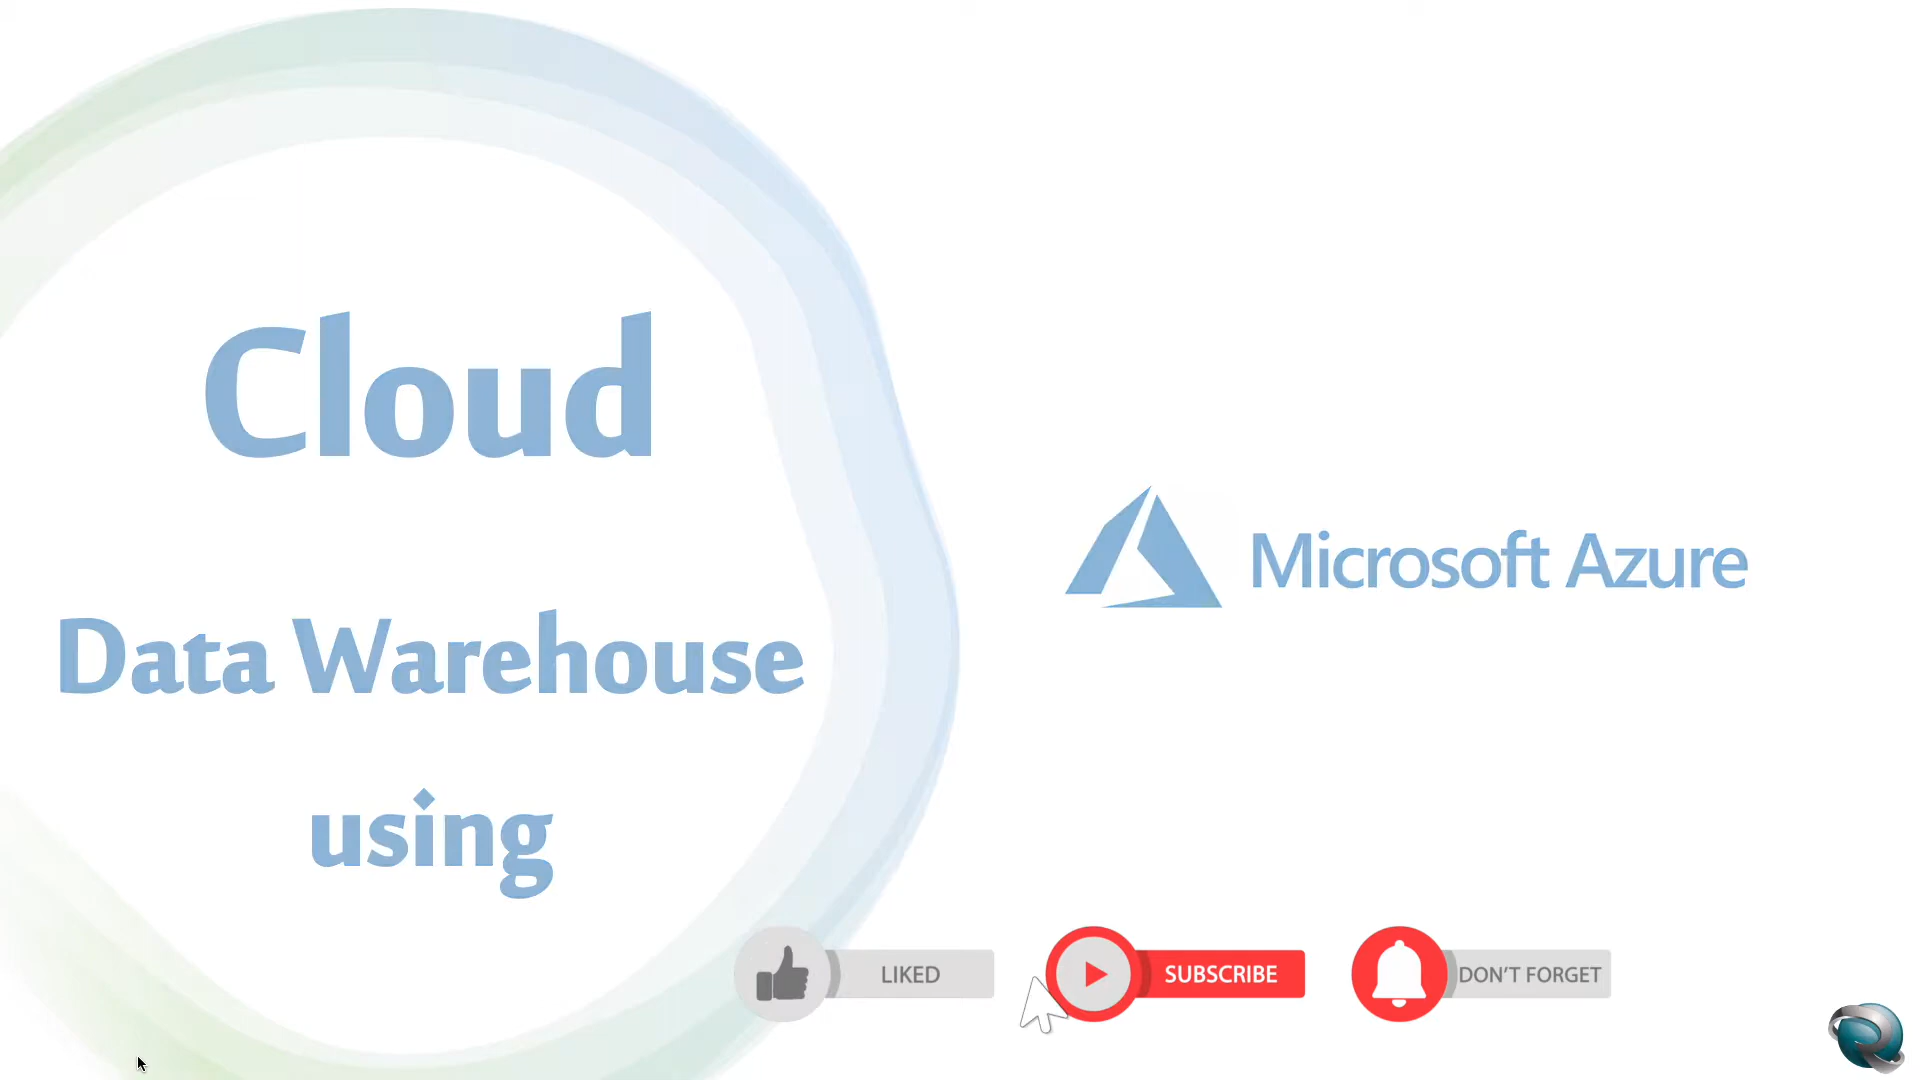 Cloud
Data Warehouse
using
Microsoft Azure
LIKED
SUBSCRIBE
DON'T FORGET